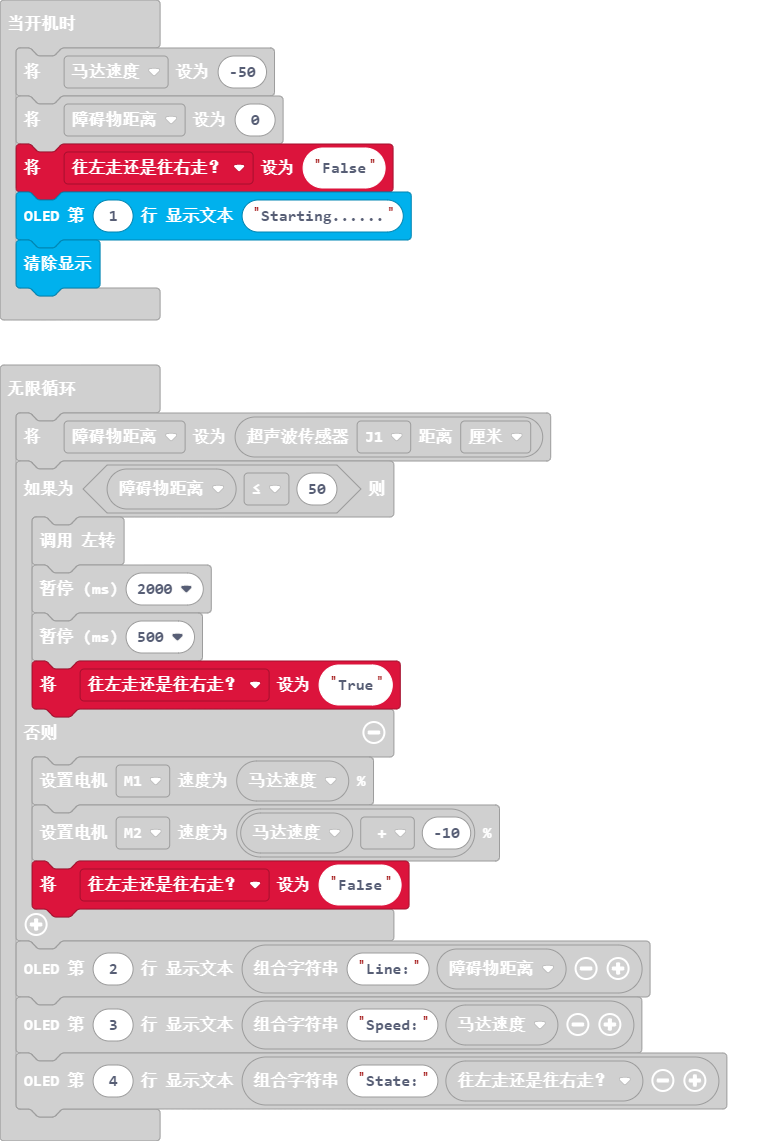 当开机时
将 马达速度 设为 -50
将 障碍物距离 设为 0
将 往左走还是往右走？ 设为 "False"
OLED 第 1 行 显示文本 "Starting......"
清除显示
无限循环
将 障碍物距离 设为 超声波传感器 J1 距离 厘米
如果为 障碍物距离 ≤ 50 则
调用 左转
暂停 (ms) 2000
暂停 (ms) 500
将 往左走还是往右走？ 设为 "True"
否则
设置电机 M1 速度为 马达速度 %
设置电机 M2 速度为 马达速度 + -10 %
将 往左走还是往右走？ 设为 "False"
OLED 第 2 行 显示文本 组合字符串 "Line:" 障碍物距离
OLED 第 3 行 显示文本 组合字符串 "Speed:" 马达速度
OLED 第 4 行 显示文本 组合字符串 "State:" 往左走还是往右走？